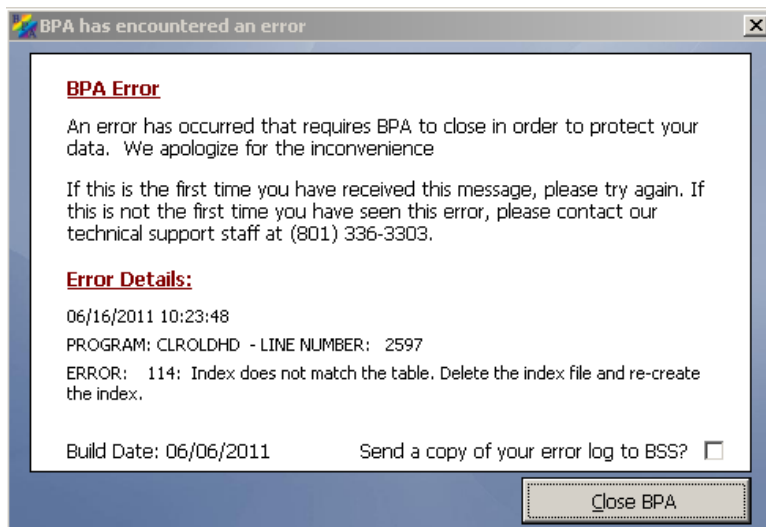 BPA has encountered an error
BPA Error
An error has occurred that requires BPA to close in order to protect your
data.  We apologize for the inconvenience
If this is the first time you have received this message, please try again. If
this is not the first time you have seen this error, please contact our
technical support staff at (801) 336-3303.
Error Details:
06/16/2011 10:23:48
PROGRAM: CLROLDHD  - LINE NUMBER:   2597
ERROR:   114:  Index does not match the table. Delete the index file and re-create
the index.
Build Date: 06/06/2011 Send a copy of your error log to BSS?
Close BPA